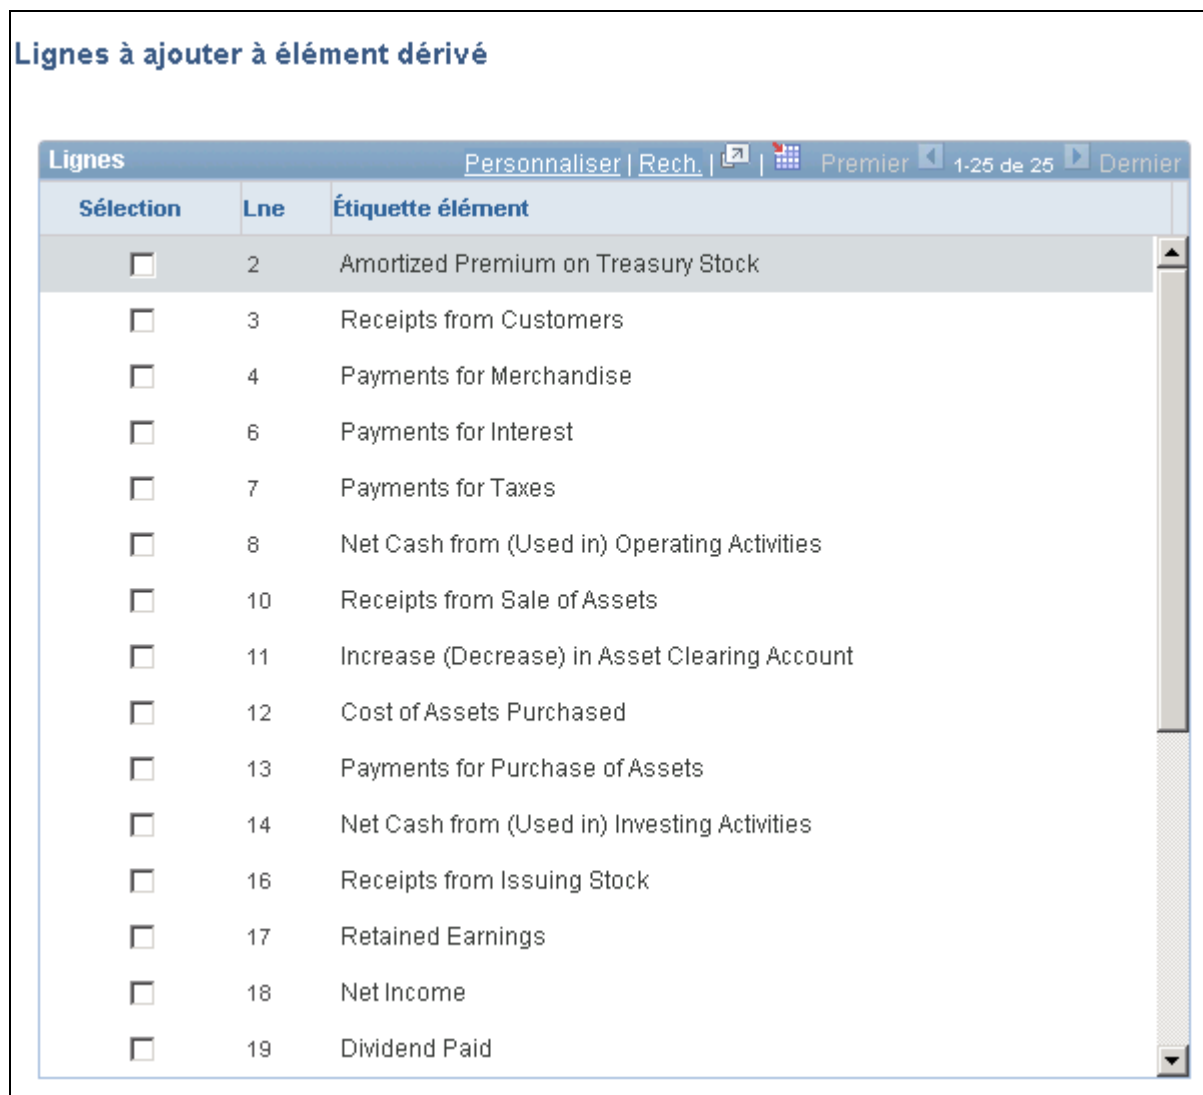 Lignes à ajouter à élément dérivé
Lignes Personnaliser | Rech. | | Premier 1-25 de 25 Dernier
Sélection Lne Étiquette élément
2 Amortized Premium on Treasury Stock
3 Receipts from Customers
4 Payments for Merchandise
6 Payments for Interest
7 Payments for Taxes
8 Net Cash from (Used in) Operating Activities
10 Receipts from Sale of Assets
11 Increase (Decrease) in Asset Clearing Account
12 Cost of Assets Purchased
13 Payments for Purchase of Assets
14 Net Cash from (Used in) Investing Activities
16 Receipts from Issuing Stock
17 Retained Earnings
18 Net Income
19 Dividend Paid